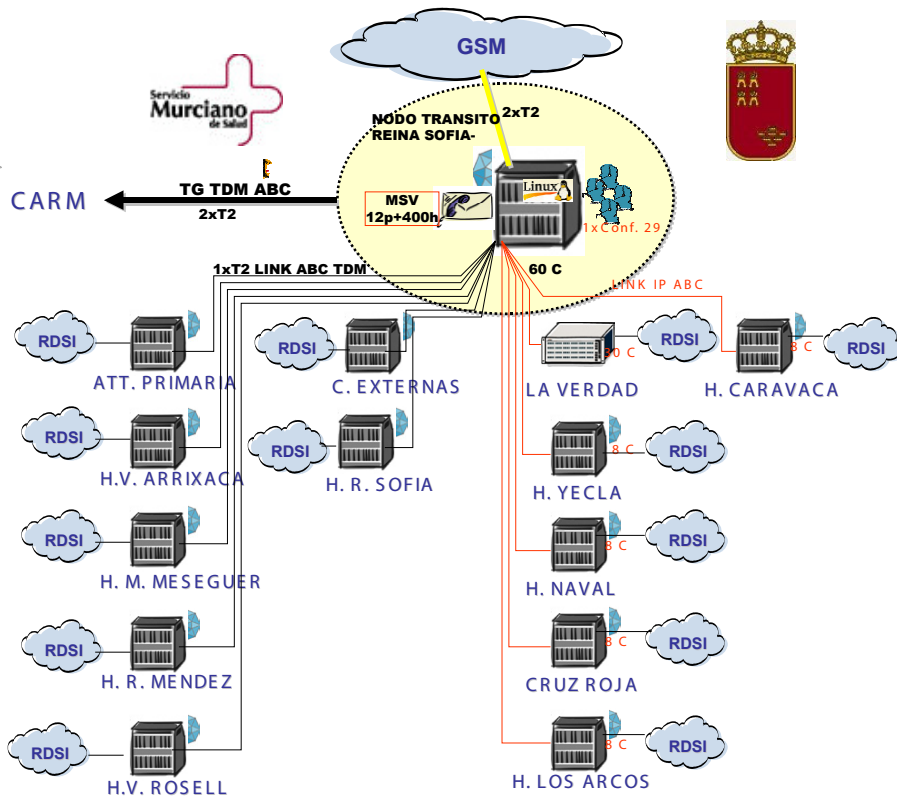 GSM
Servicio
Murciano
de Salud
NODO TRANSITO
REINA SOFIA-
2xT2
Linux
CARM
TG TDM ABC
2xT2
MSV
12p+400h
1xConf. 29
1xT2 LINK ABC TDM
60 C
LINK IP ABC
RDSI
ATT. PRIMARIA
RDSI
C. EXTERNAS
30 C
RDSI
LA VERDAD
8 C
RDSI
H. CARAVACA
RDSI
H.V. ARRIXACA
RDSI
H. R. SOFIA
8 C
RDSI
H. YECLA
RDSI
H. M. MESEGUER
8 C
RDSI
H. NAVAL
RDSI
H. R. MENDEZ
8 C
RDSI
CRUZ ROJA
RDSI
H.V. ROSELL
8 C
RDSI
H. LOS ARCOS